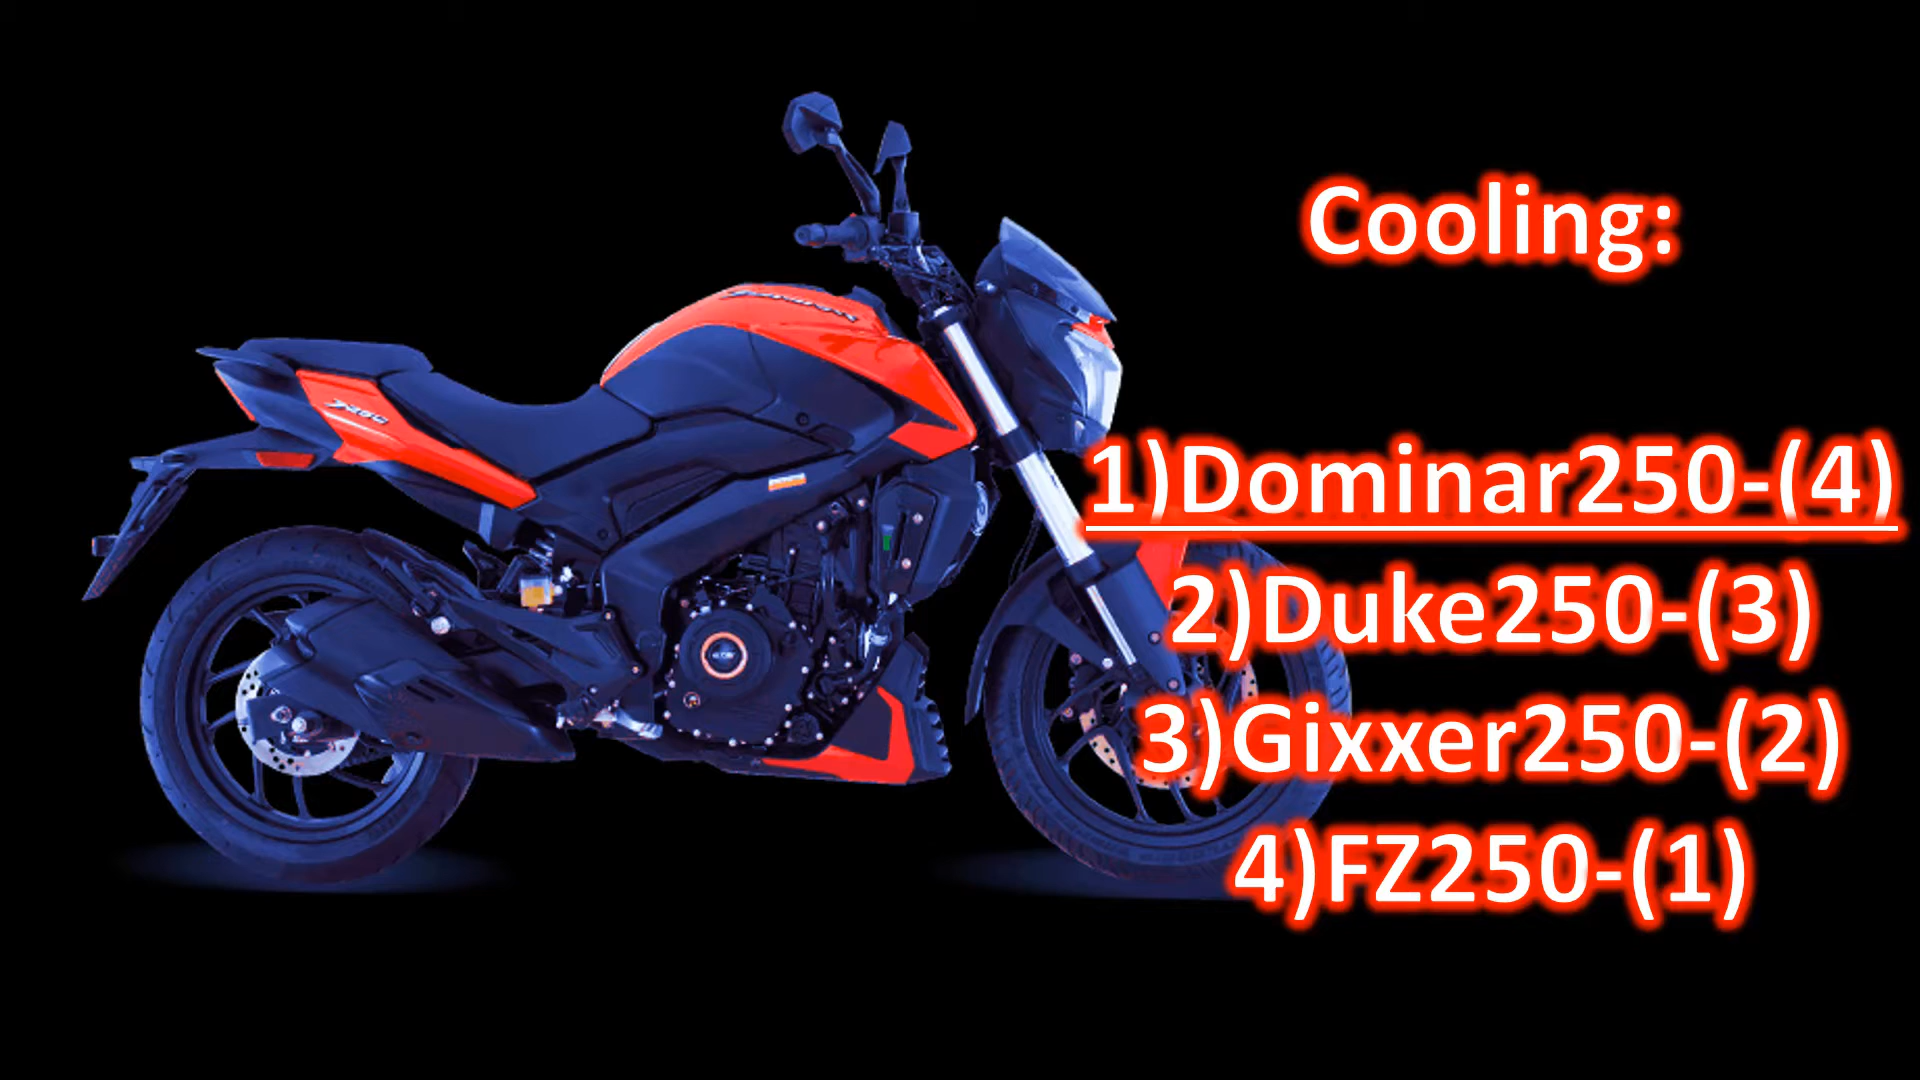 Cooling:
1)Dominar250-(4)
2)Duke250-(3)
3)Gixxer250-(2)
4)FZ250-(1)